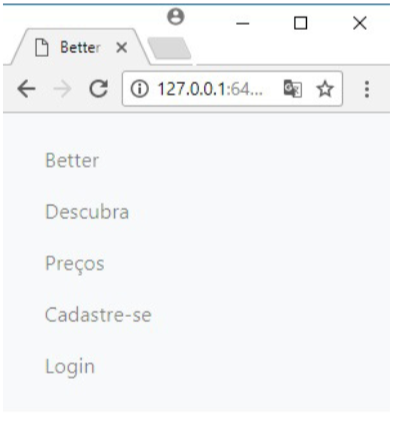 Better
127.0.0.1:64...
Better
Descubra
Preços
Cadastre-se
Login